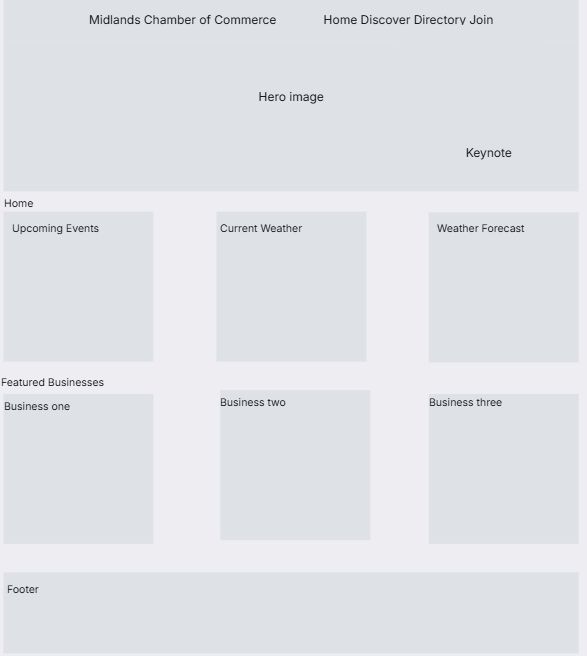 Midlands Chamber of Commerce
Home Discover Directory Join
Hero image
Keynote
Home
Upcoming Events
Current Weather
Weather Forecast
Featured Businesses
Business one
Business two
Business three
Footer